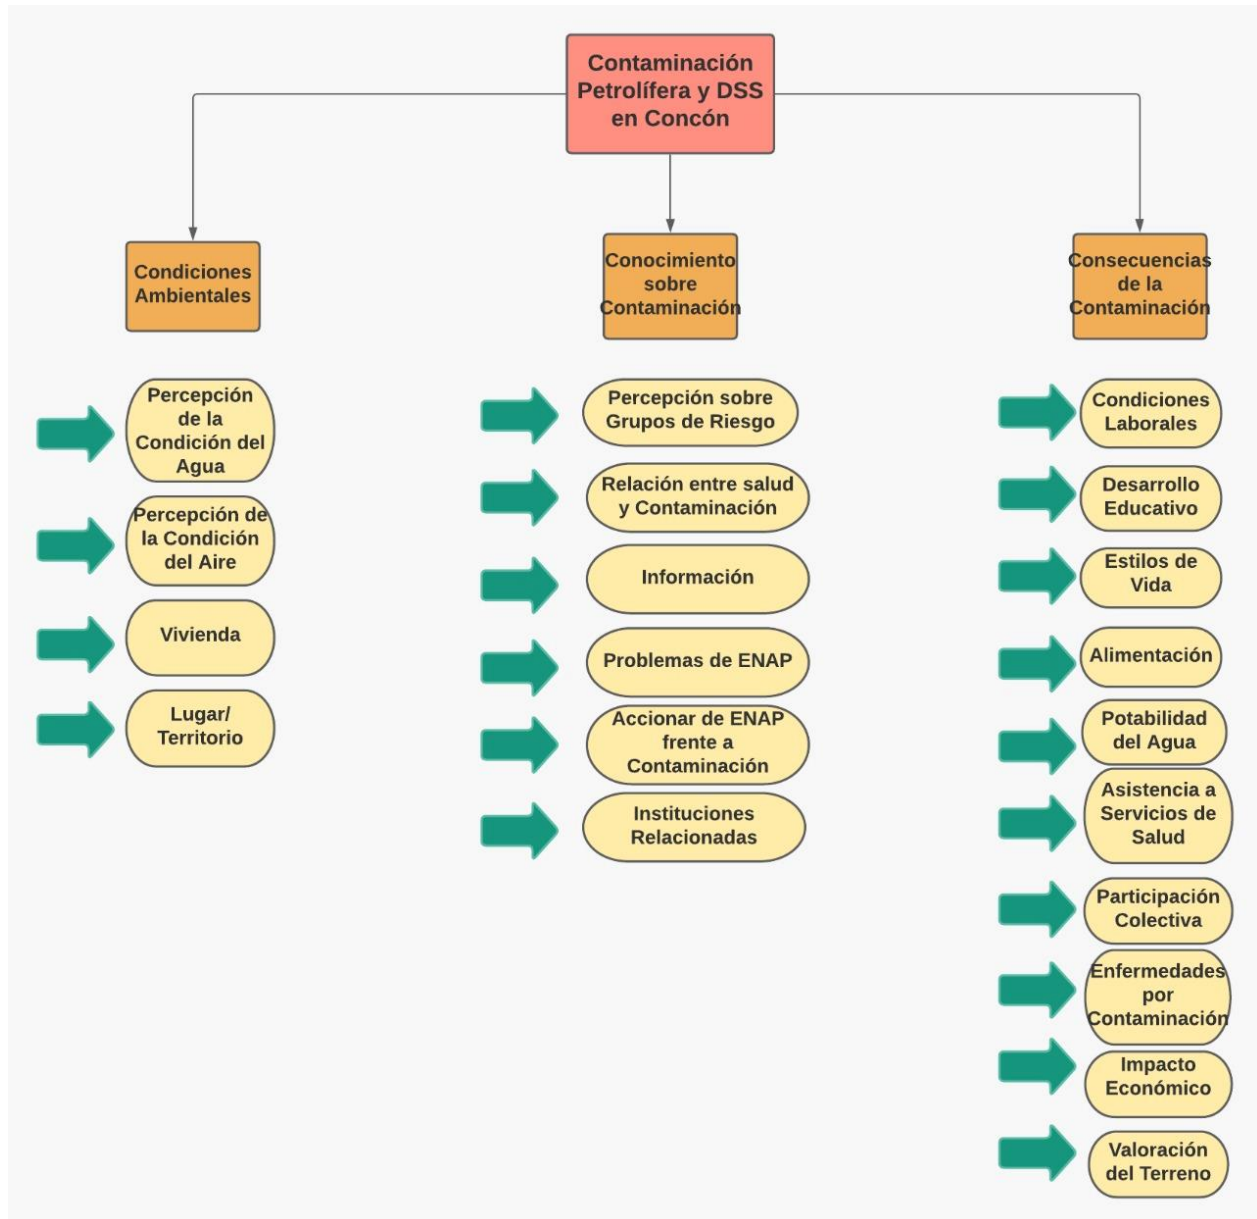 Contaminación
Petrolífera y DSS
en Concón
Condiciones
Ambientales
Percepción
de la
Condición del
Agua
Percepción de
la Condición
del Aire
Vivienda
Lugar/
Territorio
Conocimiento
sobre
Contaminación
Percepción sobre
Grupos de Riesgo
Relación entre salud
y Contaminación
Información
Problemas de ENAP
Accionar de ENAP
frente a
Contaminación
Instituciones
Relacionadas
Consecuencias
de la
Contaminación
Condiciones
Laborales
Desarrollo
Educativo
Estilos de
Vida
Alimentación
Potabilidad
del Agua
Asistencia a
Servicios de
Salud
Participación
Colectiva
Enfermedades
por
Contaminación
Impacto
Económico
Valoración
del Terreno